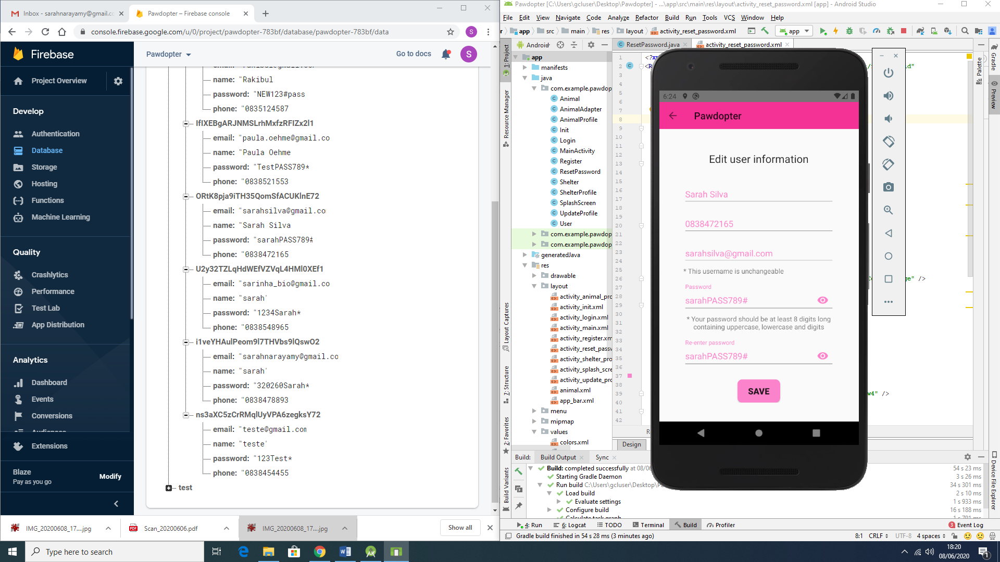 Inbox - sarahnarayamy@gmail.co
Pawdopter – Firebase console
console.firebase.google.com/u/0/project/pawdopter-783bf/database/pawdopter-783bf/data
S
Firebase
Project Overview
Develop
Authentication
Database
Storage
Hosting
Functions
Machine Learning
Quality
Crashlytics
Performance
Test Lab
App Distribution
Analytics
Dashboard
Events
Conversions
Audiences
Extensions
Blaze
Pay as you go
Modify
Pawdopter
Go to docs
S
name: "Rakibul
password: "NEW123#pass
phone: "0835124587
IfIXEBgARJNMSLrhMxfzRFIZx2l1
email: "paula.oehme@gmail.co
name: "Paula Oehme
password: "TestPASS789*
phone: "0838521553
ORtK8pja9iTH35QomSfACUKlnE72
email: "sarahsilva@gmail.co
name: "Sarah Silva
password: "sarahPASS789#
phone: "0838472165
U2y32TZLqHdWEfVZVqL4HMl0XEf1
email: "sarinha_bio@gmail.co
name: "sarah"
password: "1234Sarah*
phone: "0838548965
i1veYHAulPeom9l7THVbs9lQswO2
email: "sarahnarayamy@gmail.co
name: "sarah"
password: "320260Sarah*
phone: "0838478893
ns3aXC5zCrRMqlUyVPA6zegksY72
email: "teste@gmail.com
name: "teste"
password: "123Test*
phone: "0838454455
test
IMG_20200608_17....jpg
Scan_20200606.pdf
IMG_20200608_17....jpg
Show all
Pawdopter [C:\Users\gcluser\Desktop\Pawdopter] - ...\app\src\main\res\layout\activity_reset_password.xml [app] - Android Studio
File Edit View Navigate Code Analyze Refactor Build Run Tools VCS Window Help
app src main res layout activity_reset_password.xml
app
Android
ResetPassword.java
activity_reset_password.xml
1: Project
Resource Manager
Layout Captures
7: Structure
2: Favorites
Build Variants
app
manifests
java
com.example.pawdop
Animal
AnimalAdapter
AnimalProfile
Init
Login
MainActivity
Register
ResetPassword
Shelter
ShelterProfile
SplashScreen
UpdateProfile
User
com.example.pawdop
com.example.pawdop
generatedJava
res
drawable
layout
activity_animal_pro
activity_init.xml
activity_login.xml
activity_main.xml
activity_register.xm
activity_reset_passw
activity_shelter_pro
activity_splash_scre
activity_update_pro
animal.xml
app_bar.xml
menu
mipmap
values
colors.xml
1
2
3
4
5
6
7
8
9
10
11
12
13
14
15
16
17
18
19
20
21
22
23
24
25
26
27
28
29
30
31
32
33
34
35
36
37
38
39
40
41
42
<?xm
<R
Design
6:24
Pawdopter
Edit user information
Sarah Silva
0838472165
sarahsilva@gmail.com
* This username is unchangeable
Password
sarahPASS789#
* Your password should be at least 8 digits long
containing uppercase, lowercase and digits
Re-enter password
sarahPASS789#
SAVE
Palette
Gradle
Preview
Device File Explorer
Build: Build Output Sync
Build: completed successfully at 08/06
54 s 23 ms
Starting Gradle Daemon
3 s 26 ms
Run build C:\Users\gcluser\Desktop\Pa
34 s 301 ms
Load build
2 s 10 ms
Evaluate settings
1 s 933 ms
Configure build
16 s 188 ms
Calculate task graph
1 s 791 ms
4: Run 6: Logcat TODO Terminal Build Profiler
3 Event Log
Gradle build finished in 54 s 28 ms (3 minutes ago)
8:1 CRLF UTF-8 4 spaces
Type here to search
18:20
08/06/2020
1